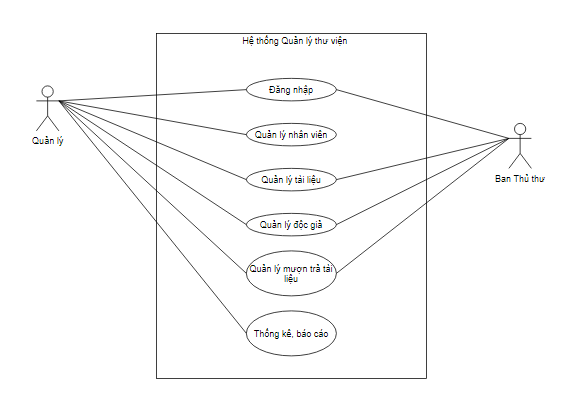 Hệ thống Quản lý thư viện
Đăng nhập
Quản lý
Quản lý nhân viên
Quản lý tài liệu
Ban Thủ thư
Quản lý độc giả
Quản lý mượn trả tài
liệu
Thống kê, báo cáo